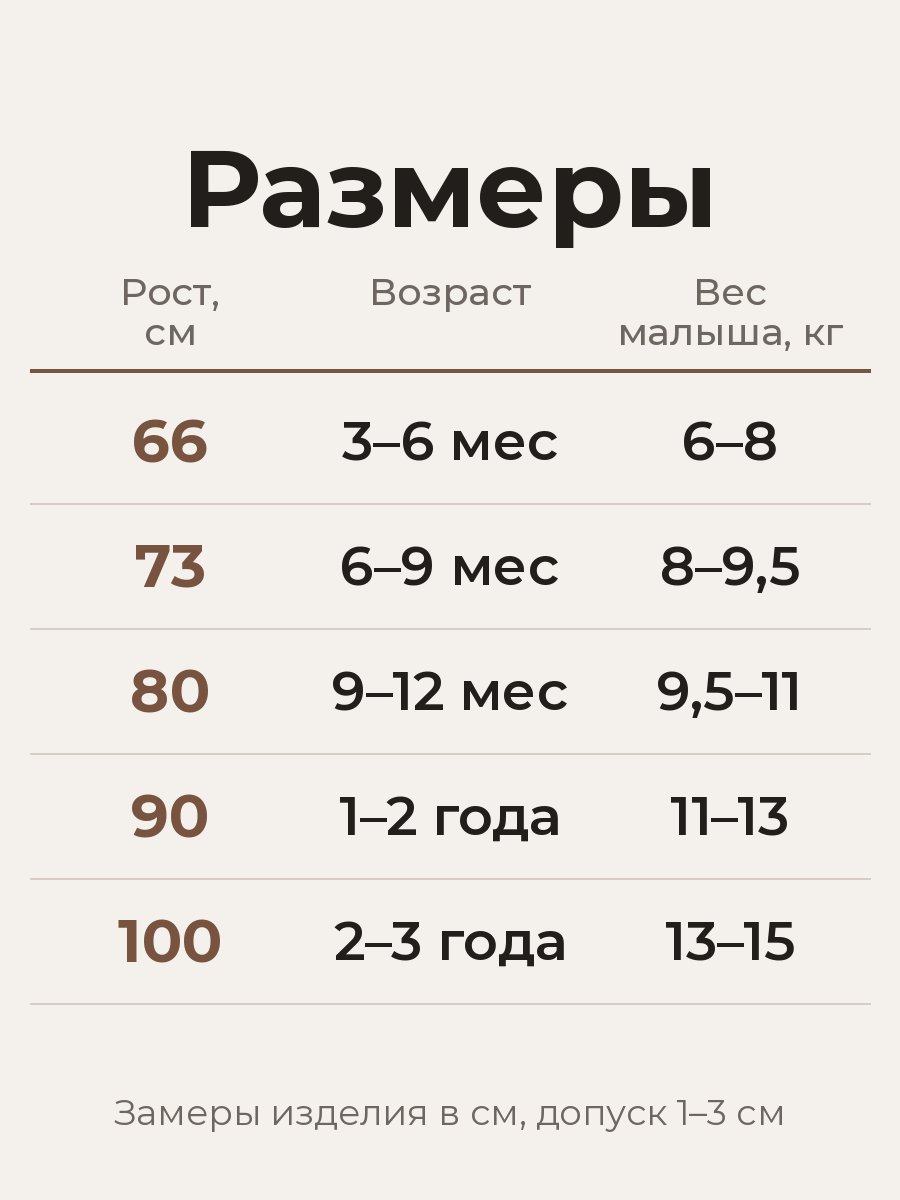 Размеры
Рост, Возраст Вес
см малыша, кг
66 3–6 мес 6–8
73 6–9 мес 8–9,5
80 9–12 мес 9,5–11
90 1–2 года 11–13
100 2–3 года 13–15
Замеры изделия в см, допуск 1–3 см